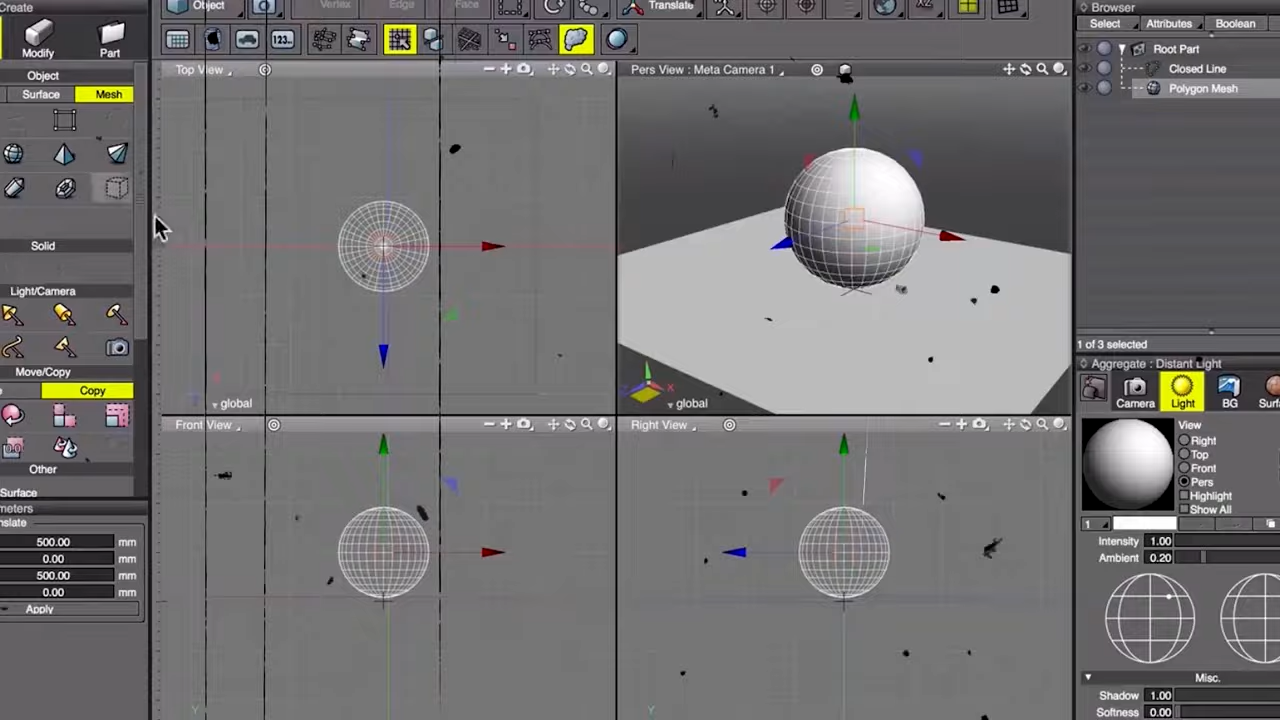 Create
Object
Vertex
Edge
Face
Translate
XZ
Modify
Part
123..
Object
Surface
Mesh
Solid
Light/Camera
Move/Copy
Copy
Other
Surface
Top View
global
Pers View : Meta Camera 1
global
Front View
Y
Right View
Y
meters
nslate
500.00 mm
0.00 mm
500.00 mm
0.00 mm
Apply
Browser
Select
Attributes
Boolean
Root Part
Closed Line
Polygon Mesh
1 of 3 selected
Aggregate : Distant Light
Camera
Light
BG
Surf
View
Right
Top
Front
Pers
Highlight
Show All
1
Intensity 1.00
Ambient 0.20
Misc.
Shadow 1.00
Softness 0.00